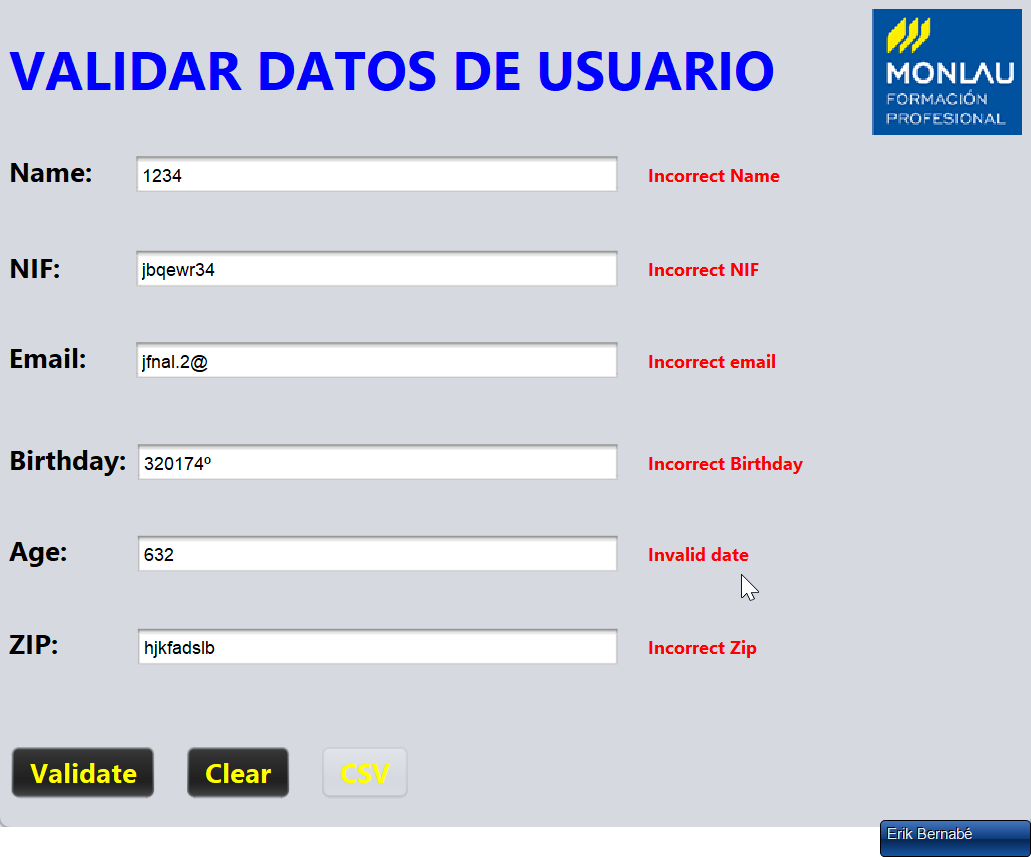 VALIDAR DATOS DE USUARIO
MONLAU
FORMACIÓN
PROFESIONAL
Name: 1234 Incorrect Name
NIF: jbqewr34 Incorrect NIF
Email: jfnal.2@ Incorrect email
Birthday: 320174º Incorrect Birthday
Age: 632 Invalid date
ZIP: hjkfadslb Incorrect Zip
Validate Clear CSV
Erik Bernabé